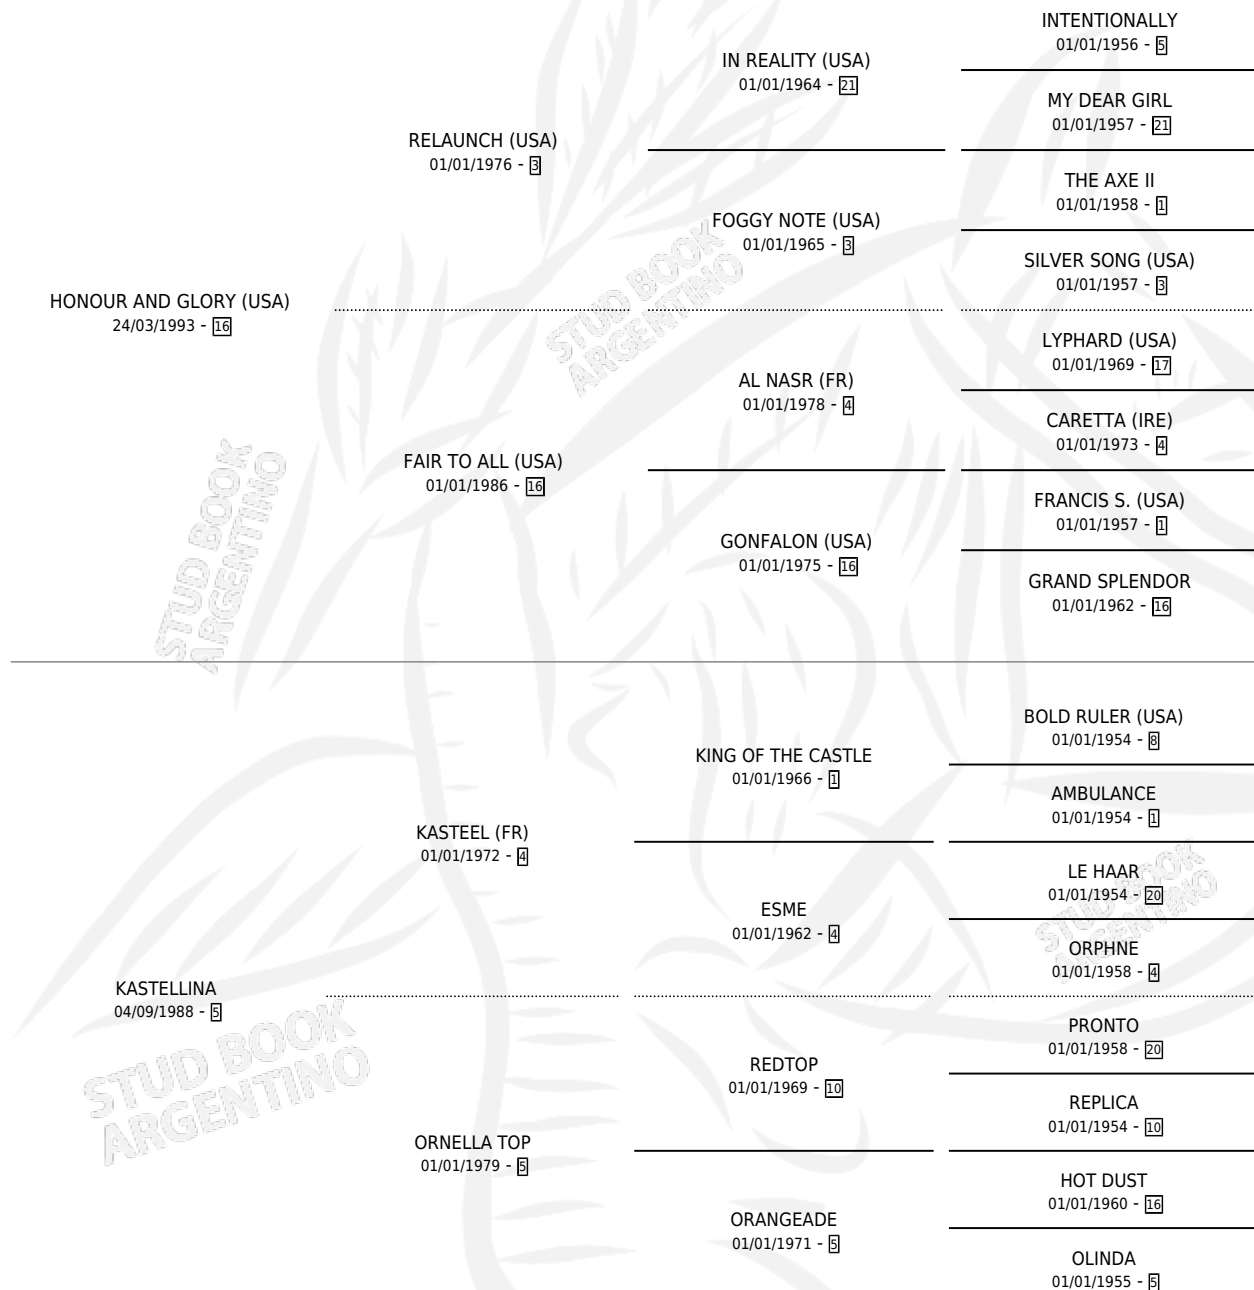 INTENTIONALLY
01/01/1956 - 5
IN REALITY (USA)
01/01/1964 - 21
MY DEAR GIRL
01/01/1957 - 21
RELAUNCH (USA)
01/01/1976 - 3
THE AXE II
01/01/1958 - 1
FOGGY NOTE (USA)
01/01/1965 - 3
SILVER SONG (USA)
01/01/1957 - 3
HONOUR AND GLORY (USA)
24/03/1993 - 16
LYPHARD (USA)
01/01/1969 - 17
AL NASR (FR)
01/01/1978 - 4
CARETTA (IRE)
01/01/1973 - 4
FAIR TO ALL (USA)
01/01/1986 - 16
FRANCIS S. (USA)
01/01/1957 - 1
GONFALON (USA)
01/01/1975 - 16
GRAND SPLENDOR
01/01/1962 - 16
BOLD RULER (USA)
01/01/1954 - 8
KING OF THE CASTLE
01/01/1966 - 1
AMBULANCE
01/01/1954 - 1
KASTEEL (FR)
01/01/1972 - 4
LE HAAR
01/01/1954 - 20
ESME
01/01/1962 - 4
ORPHNE
01/01/1958 - 4
KASTELLINA
04/09/1988 - 5
PRONTO
01/01/1958 - 20
REDTOP
01/01/1969 - 10
REPLICA
01/01/1954 - 10
ORNELLA TOP
01/01/1979 - 5
HOT DUST
01/01/1960 - 16
ORANGEADE
01/01/1971 - 5
OLINDA
01/01/1955 - 5
STUD BOOK
ARGENTINO
STUD BOOK
ARGENTINO
STUD BOOK
ARGENTINO
STUD BOOK
ARGENTINO